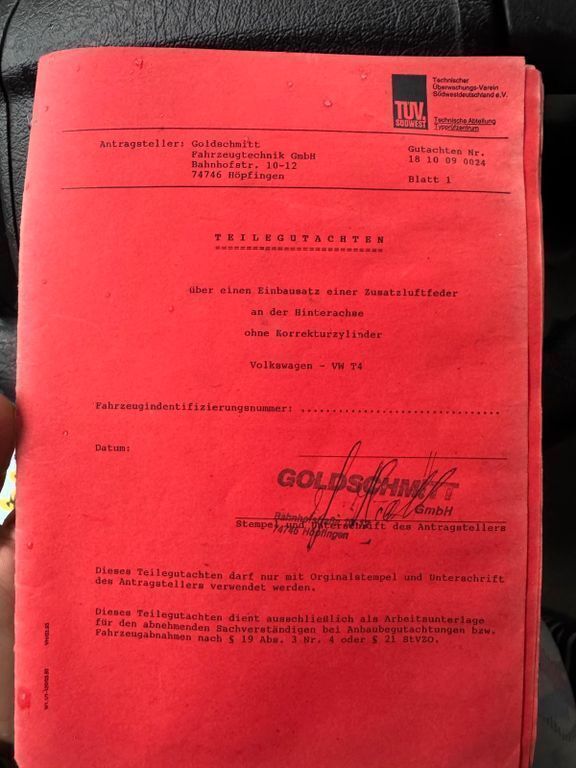 TÜV
SÜDWEST
Technischer
Überwachungs-Verein
Südwestdeutschland e.V.
Technische Abteilung
Typprüfzentrum
Antragsteller: Goldschmitt
Fahrzeugtechnik GmbH
Bahnhofstr. 10-12
74746 Höpfingen
Gutachten Nr.
18 10 09 0024
Blatt 1
TEILEGUTACHTEN
über einen Einbausatz einer Zusatzluftfeder
an der Hinterachse
ohne Korrekturzylinder
Volkswagen - VW T4
Fahrzeugindentifizierungsnummer: ................................
Datum:
GOLDSCHMITT
GmbH
74746 Höpfingen
Stempel und Unterschrift des Antragstellers
Dieses Teilegutachten darf nur mit Orginalstempel und Unterschrift
des Antragstellers verwendet werden.
Dieses Teilegutachten dient ausschließlich als Arbeitsunterlage
für den abnehmenden Sachverständigen bei Anbaubegutachtungen bzw.
Fahrzeugabnahmen nach § 19 Abs. 3 Nr. 4 oder § 21 StVZO.